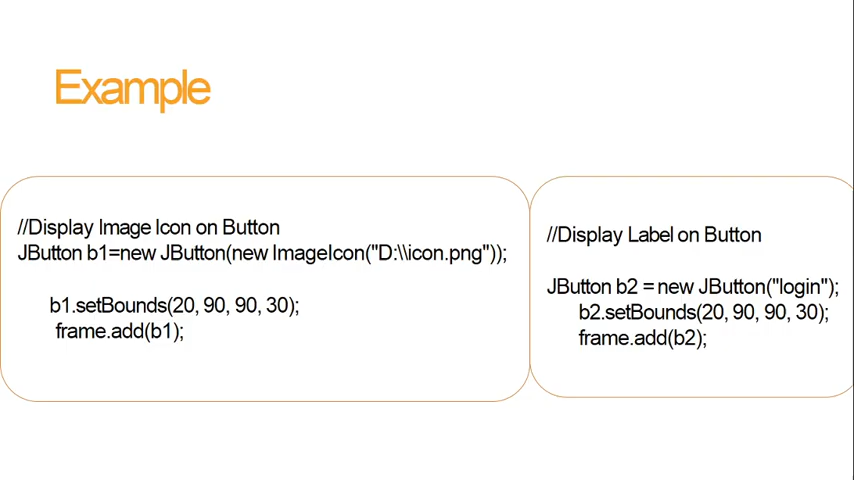 Example
//Display Image Icon on Button
JButton b1=new JButton(new ImageIcon("D:\\icon.png"));
b1.setBounds(20, 90, 90, 30);
frame.add(b1);
//Display Label on Button
JButton b2 = new JButton("login");
b2.setBounds(20, 90, 90, 30);
frame.add(b2);